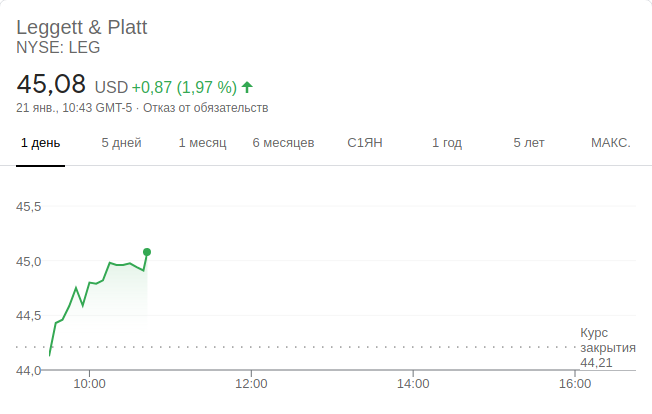 Leggett & Platt
NYSE: LEG
45,08 USD +0,87 (1,97 %)
21 янв., 10:43 GMT-5 · Отказ от обязательств
1 день 5 дней 1 месяц 6 месяцев С1ЯН 1 год 5 лет МАКС.
45,5
45,0
44,5
Курс
закрытия
44,21
44,0
10:00 12:00 14:00 16:00